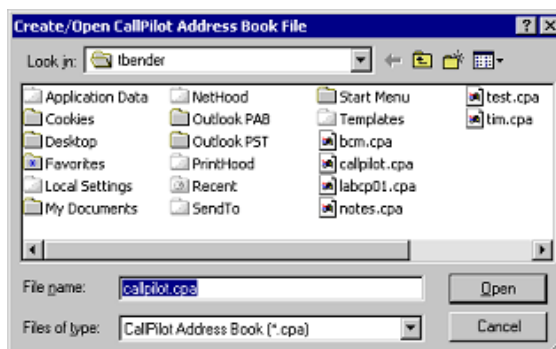 Create/Open CallPilot Address Book File
Look in: tbender
Application Data
Cookies
Desktop
Favorites
Local Settings
My Documents
NetHood
Outlook PAB
Outlook PST
PrintHood
Recent
SendTo
Start Menu
Templates
bcm.cpa
callpilot.cpa
labcp01.cpa
notes.cpa
test.cpa
tim.cpa
File name: callpilot.cpa Open
Files of type: CallPilot Address Book (*.cpa) Cancel